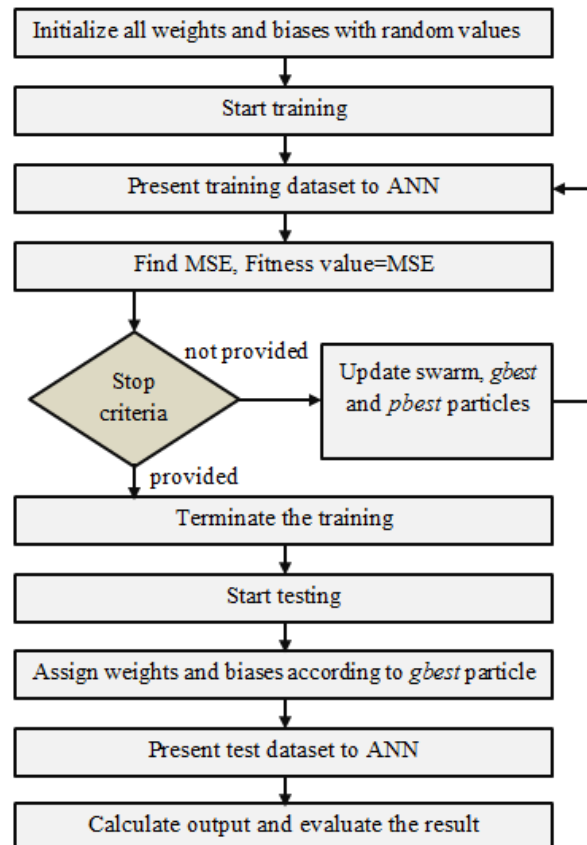 Initialize all weights and biases with random values
Start training
Present training dataset to ANN
Find MSE, Fitness value=MSE
Stop
criteria
not provided
Update swarm, gbest
and pbest particles
provided
Terminate the training
Start testing
Assign weights and biases according to gbest particle
Present test dataset to ANN
Calculate output and evaluate the result